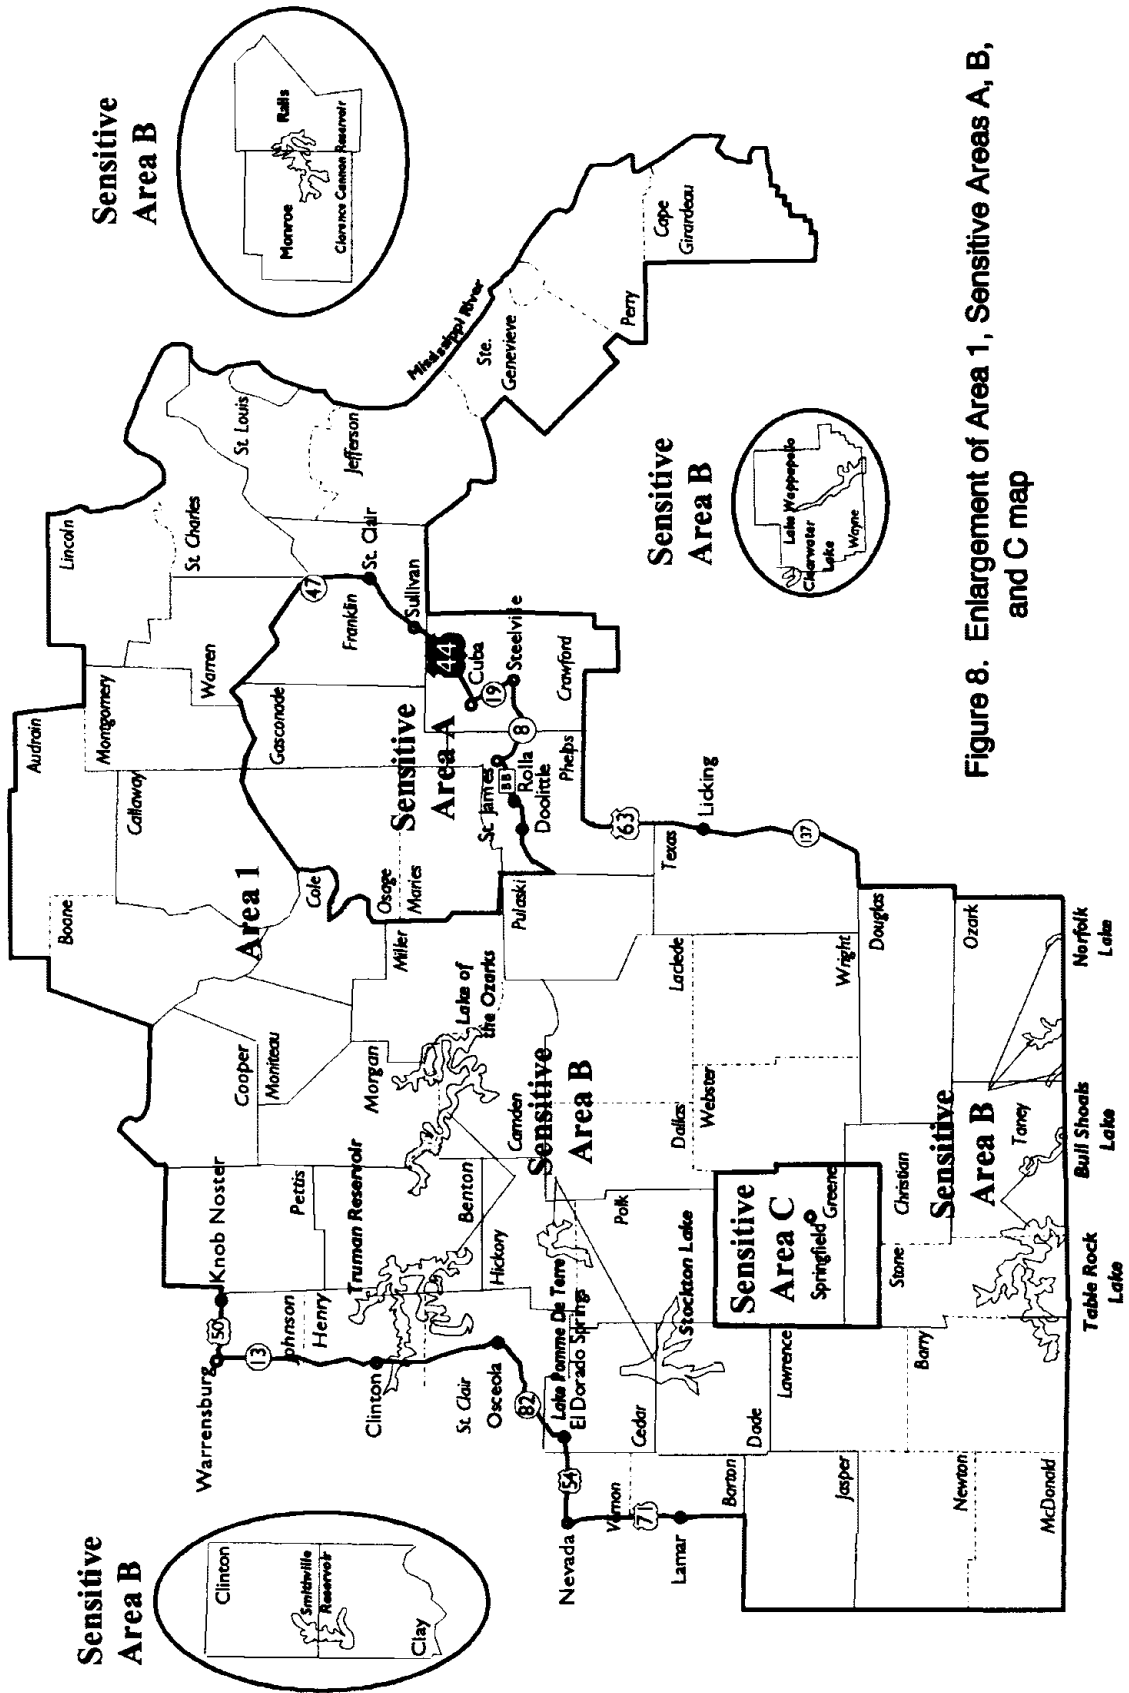 Sensitive
Area B
Clinton
Smithville
Reservoir
Clay
Sensitive
Area B
Monroe
Ralls
Clarence Cannon Reservoir
Sensitive
Area B
Lake Wappapello
Clearwater
Lake
Wayne
Warrensburg
50
Knob Noster
13
Johnson
Henry
Pettis
Clinton
Truman Reservoir
St. Clair
Osceola
Benton
Hickory
82
Lake Pomme De Terre
El Dorado Springs
54
Nevada
Vernon
71
Lamar
Barton
Cedar
Dade
Stockton Lake
Polk
Cooper
Moniteau
Morgan
Miller
Lake of
the Ozarks
Camden
Sensitive
Area B
Dallas
Webster
Laclede
Wright
Texas
Pulaski
Sensitive
Area C
Springfield
Greene
Lawrence
Jasper
Newton
McDonald
Barry
Stone
Christian
Sensitive
Area B
Taney
Douglas
Ozark
Table Rock
Lake
Bull Shoals
Lake
Norfolk
Lake
Boone
Audrain
Callaway
Montgomery
Lincoln
Warren
St. Charles
St. Louis
Area 1
Cole
Osage
Maries
Gasconade
Franklin
47
St. Clair
Sullivan
44
Cuba
19
Steelville
Crawford
Sensitive
Area A
8
St. James
BB
Rolla
Doolittle
Phelps
63
Licking
137
Jefferson
Mississippi River
Ste.
Genevieve
Perry
Cape
Girardeau
Figure 8. Enlargement of Area 1, Sensitive Areas A, B,
and C map